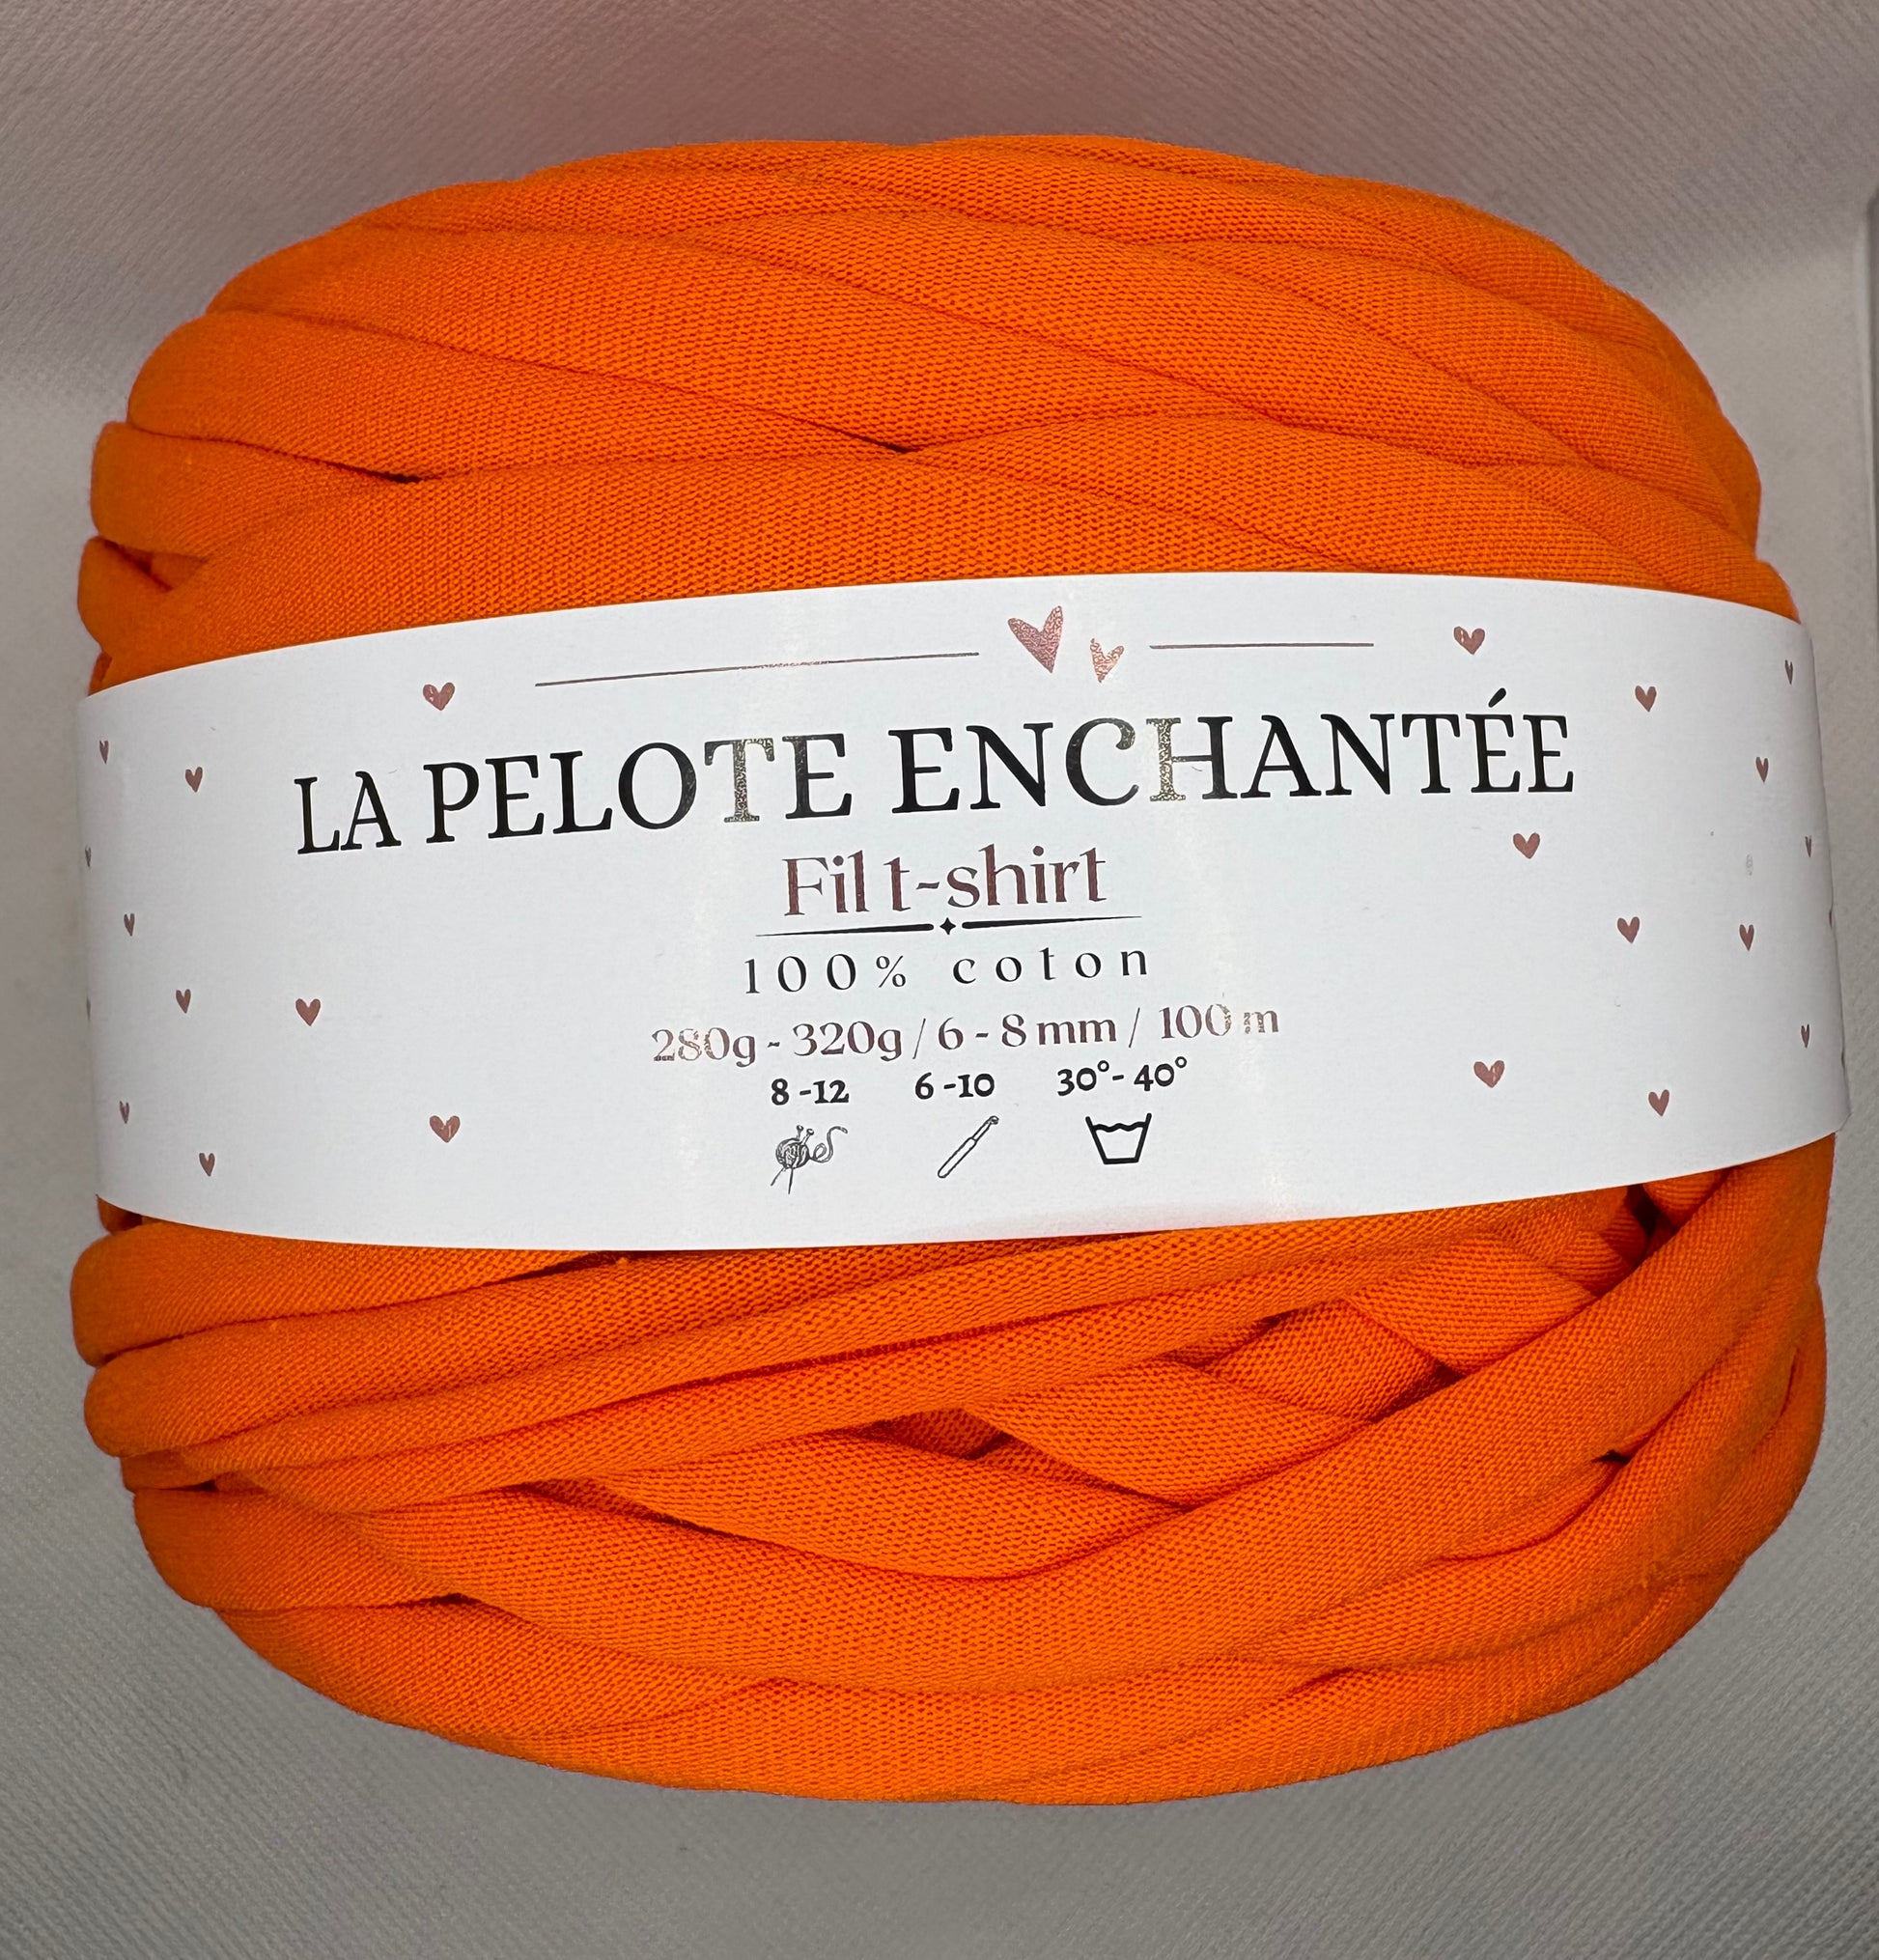 LA PELOTE ENCHANTÉE
Fil t-shirt
100% coton
280g - 320g / 6 - 8 mm / 100 m
8 -12 6 -10 30°- 40°